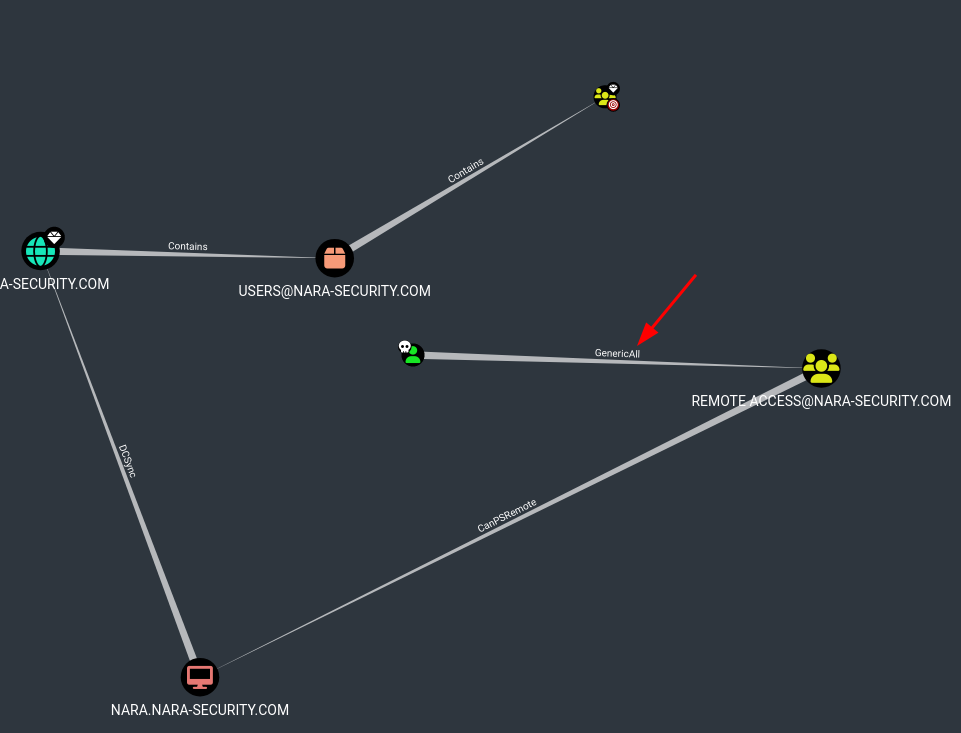 Contains
Contains
A-SECURITY.COM
USERS@NARA-SECURITY.COM
GenericAll
REMOTE ACCESS@NARA-SECURITY.COM
DCSync
CanPSRemote
NARA.NARA-SECURITY.COM